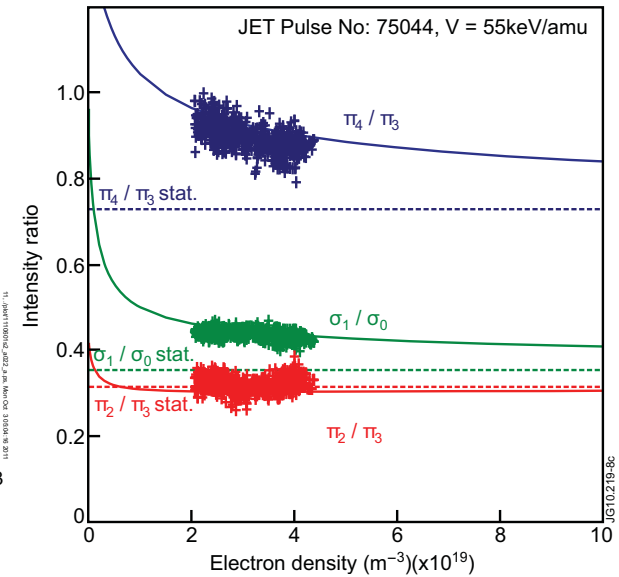 JET Pulse No: 75044, V = 55keV/amu
1.0
π4 / π3
0.8
π4 / π3 stat.
Intensity ratio
0.6
σ1 / σ0
0.4
σ1 / σ0 stat.
π2 / π3 stat.
π2 / π3
0.2
0
0 2 4 6 8 10
Electron density (m⁻³)(x10¹⁹)
JG10.219-8c